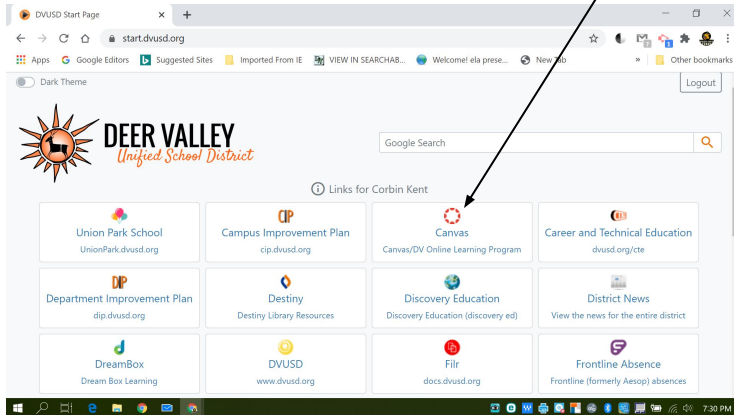 DVUSD Start Page
start.dvusd.org
Apps Google Editors Suggested Sites Imported From IE VIEW IN SEARCHAB... Welcome! ela prese... New Tab » Other bookmarks
Dark Theme
Logout
DEER VALLEY
Unified School District
Google Search
Links for Corbin Kent
CIP
CTE
Union Park School Campus Improvement Plan Canvas Career and Technical Education
UnionPark.dvusd.org cip.dvusd.org Canvas/DV Online Learning Program dvusd.org/cte
DIP
Department Improvement Plan Destiny Discovery Education District News
dip.dvusd.org Destiny Library Resources Discovery Education (discovery ed) View the news for the entire district
DreamBox DVUSD Filr Frontline Absence
Dream Box Learning www.dvusd.org docs.dvusd.org Frontline (formerly Aesop) absences
7:30 PM